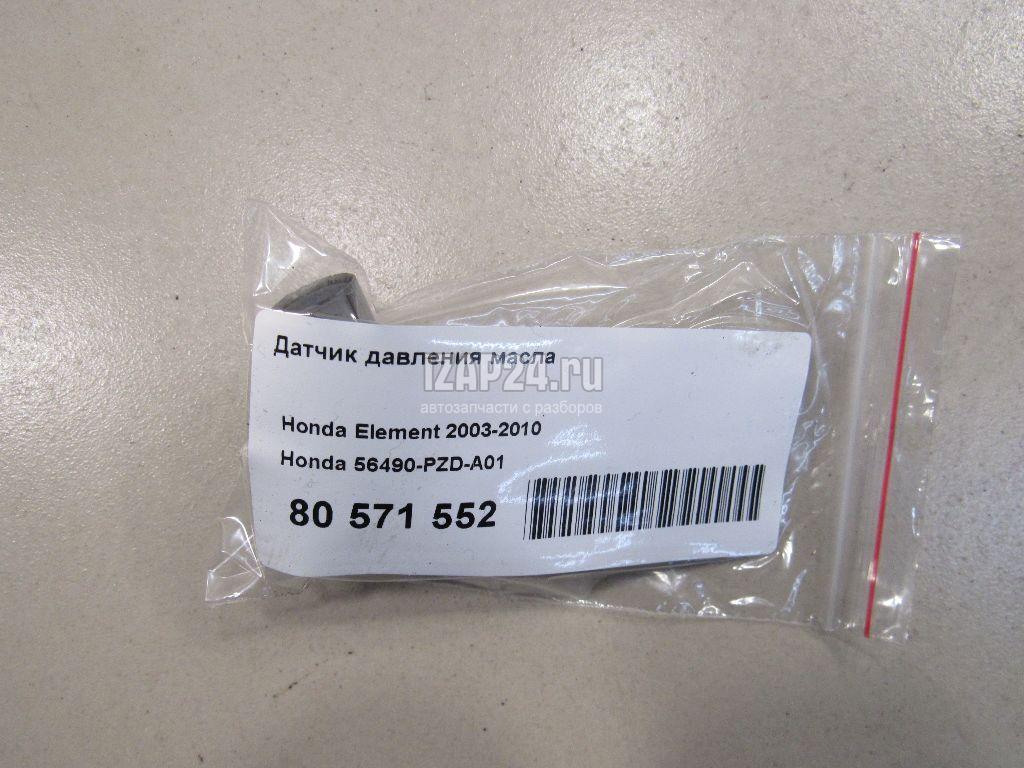 Датчик давления масла
IZAP24.ru
автозапчасти с разборов
Honda Element 2003-2010
Honda 56490-PZD-A01
80 571 552